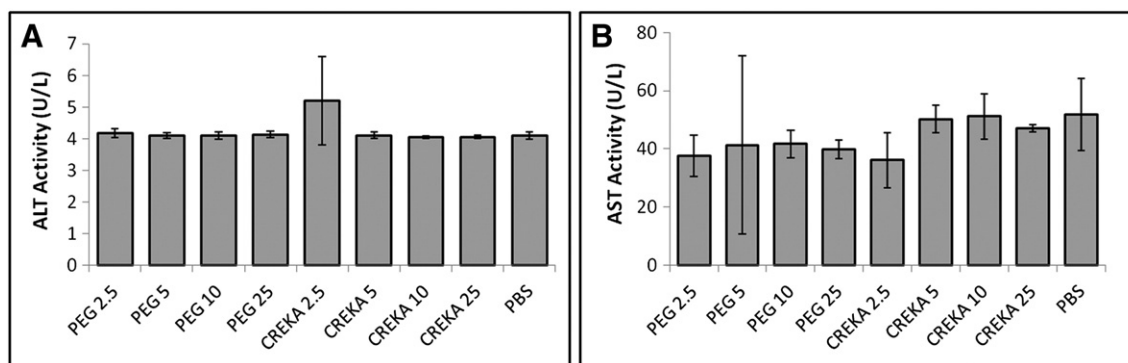 A
ALT Activity (U/L)
7
6
5
4
3
2
1
0
PEG 2.5
PEG 5
PEG 10
PEG 25
CREKA 2.5
CREKA 5
CREKA 10
CREKA 25
PBS
B
AST Activity (U/L)
80
60
40
20
0
PEG 2.5
PEG 5
PEG 10
PEG 25
CREKA 2.5
CREKA 5
CREKA 10
CREKA 25
PBS